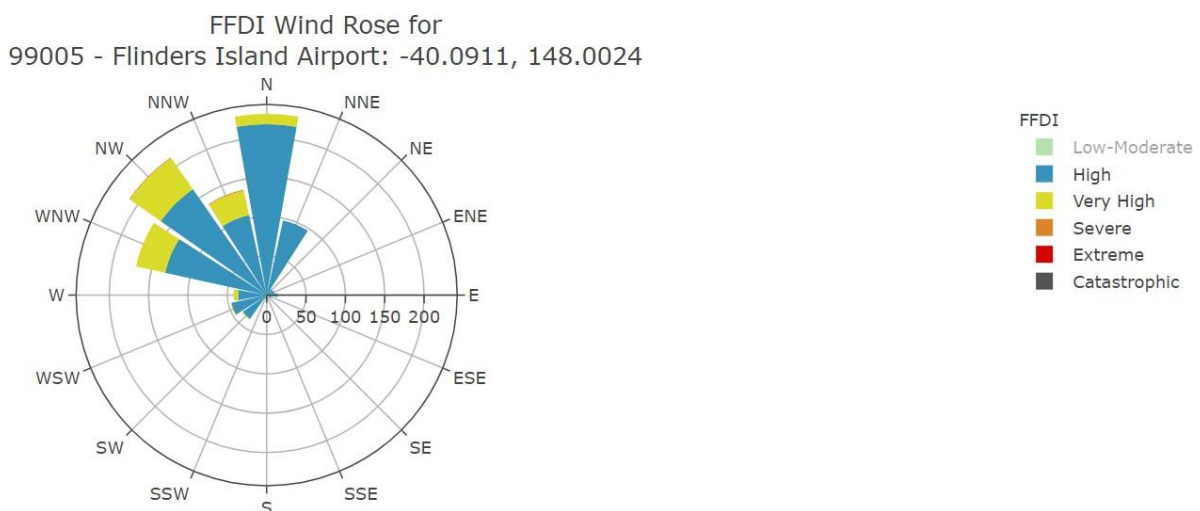 FFDI Wind Rose for
99005 - Flinders Island Airport: -40.0911, 148.0024
N
NNW
NNE
NW
NE
WNW
ENE
W
0 50 100 150 200
E
WSW
ESE
SW
SE
SSW
SSE
S
FFDI
Low-Moderate
High
Very High
Severe
Extreme
Catastrophic